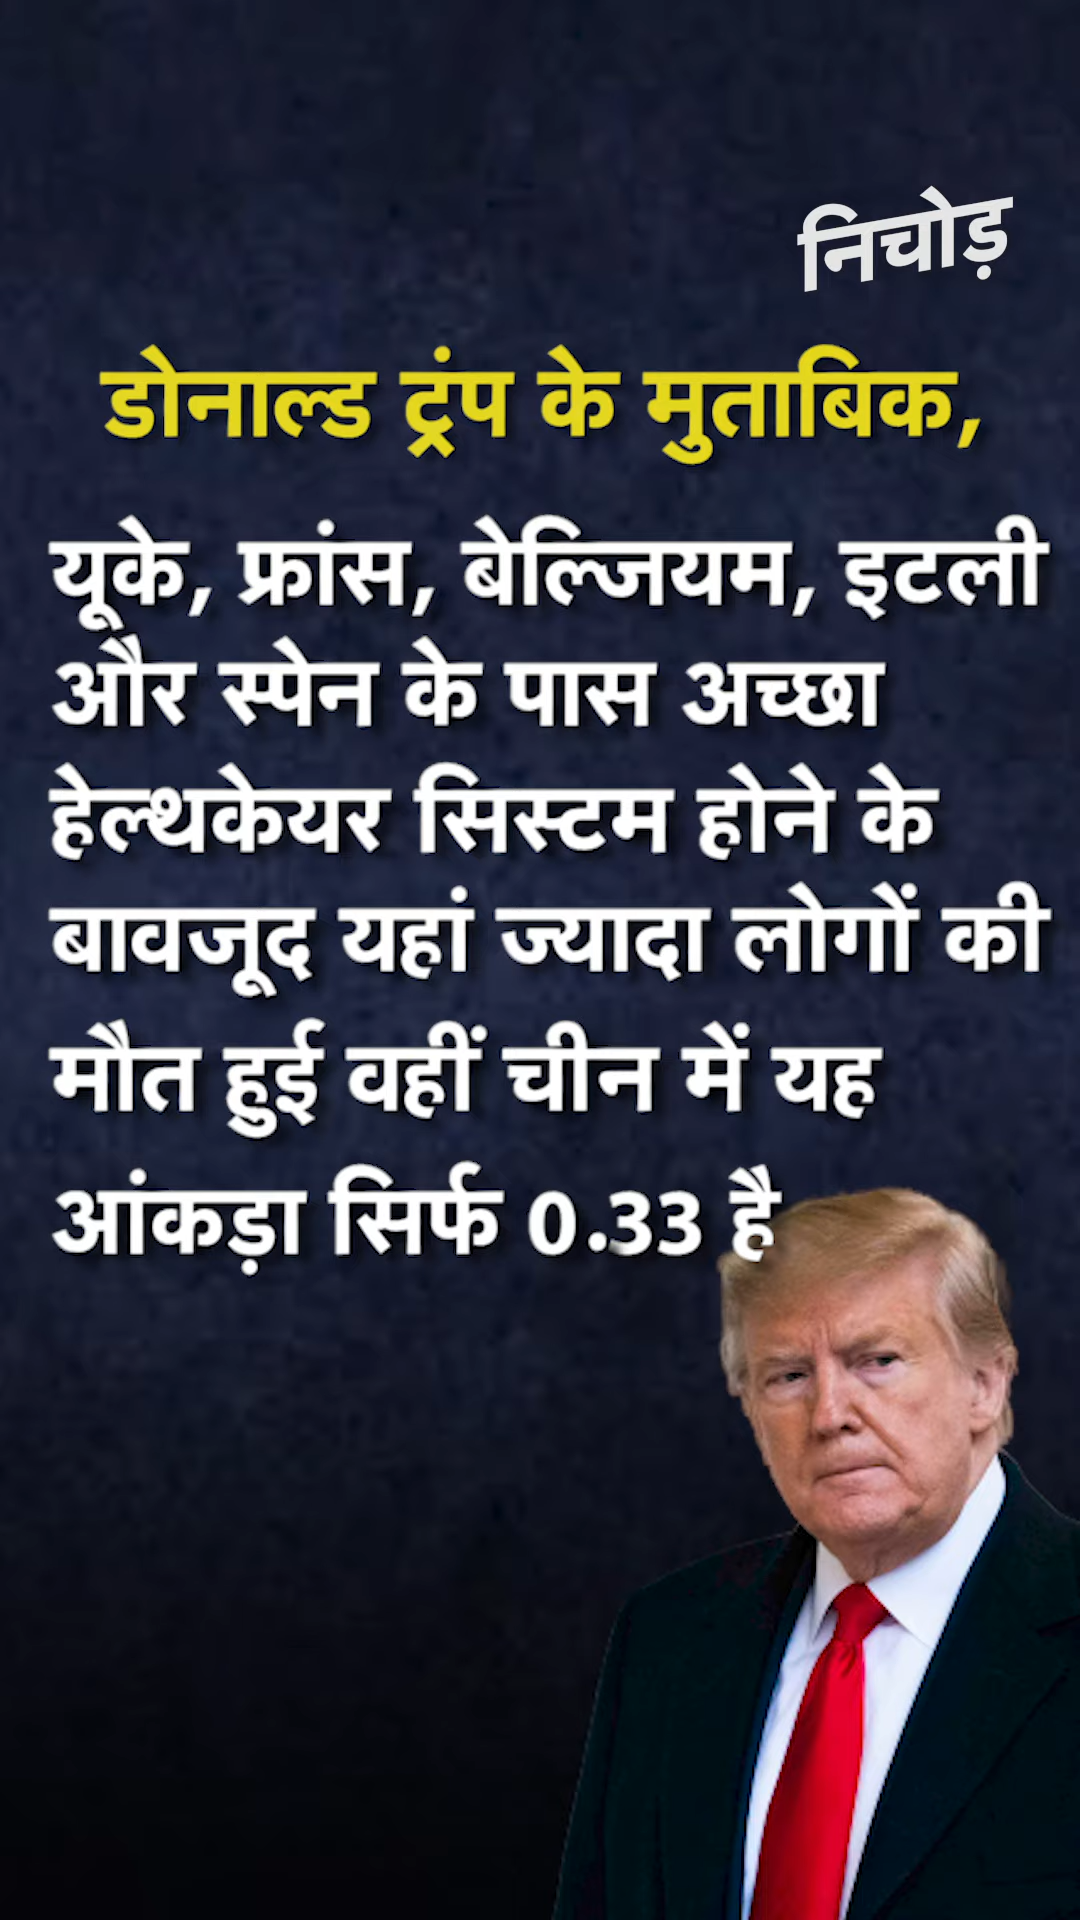 निचोड़
डोनाल्ड ट्रंप के मुताबिक,
यूके, फ्रांस, बेल्जियम, इटली
और स्पेन के पास अच्छा
हेल्थकेयर सिस्टम होने के
बावजूद यहां ज्यादा लोगों की
मौत हुई वहीं चीन में यह
आंकड़ा सिर्फ 0.33 है